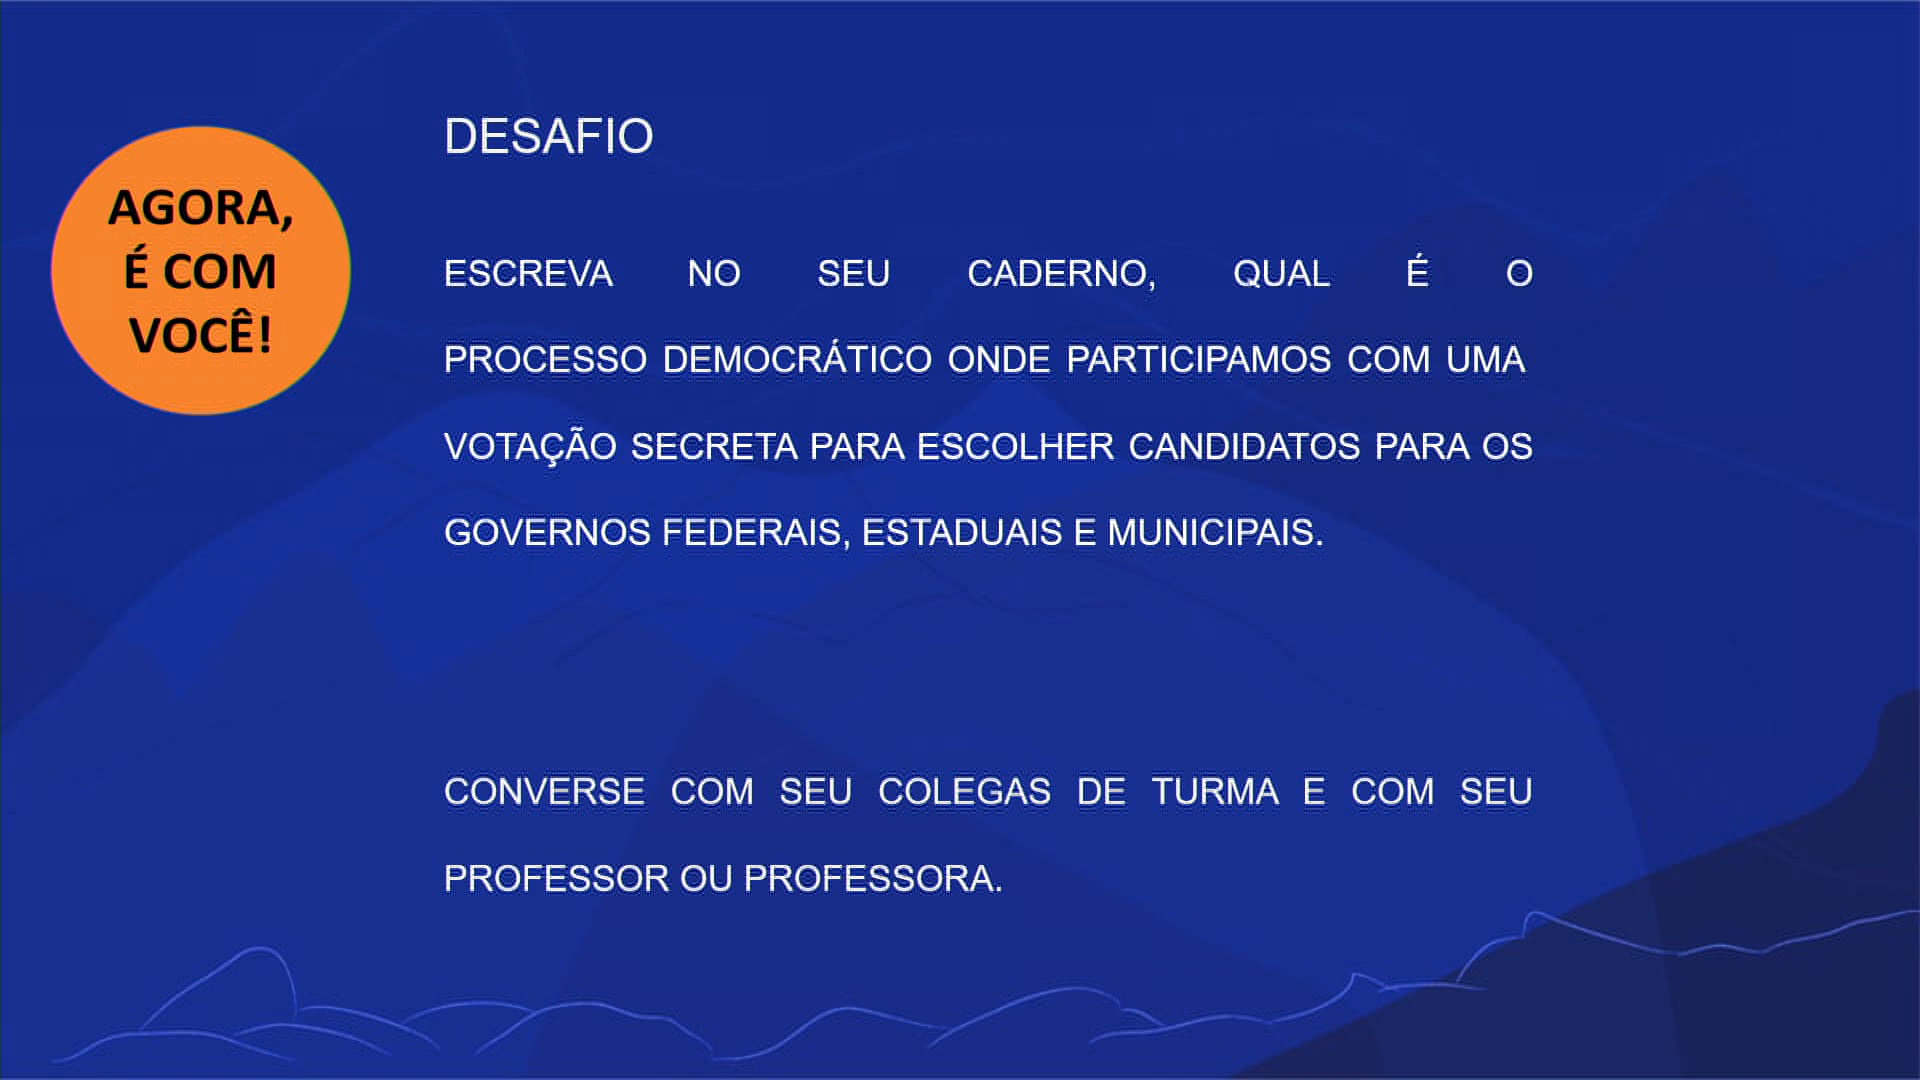 AGORA,
É COM
VOCÊ!
DESAFIO
ESCREVA NO SEU CADERNO, QUAL É O
PROCESSO DEMOCRÁTICO ONDE PARTICIPAMOS COM UMA
VOTAÇÃO SECRETA PARA ESCOLHER CANDIDATOS PARA OS
GOVERNOS FEDERAIS, ESTADUAIS E MUNICIPAIS.
CONVERSE COM SEU COLEGAS DE TURMA E COM SEU
PROFESSOR OU PROFESSORA.